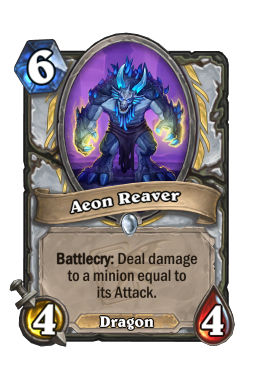 6
Aeon Reaver
Battlecry: Deal damage
to a minion equal to
its Attack.
4
Dragon
4